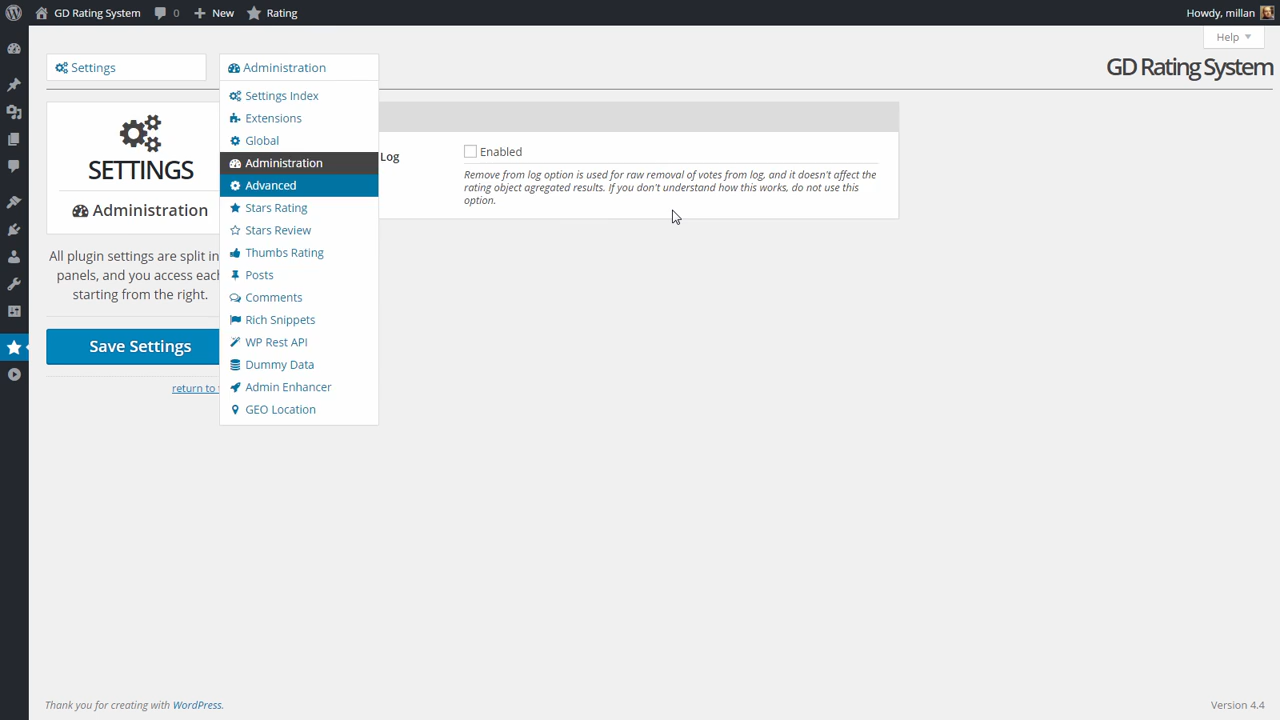 GD Rating System
0
New
Rating
Howdy, millan
Help
Settings
Administration
GD Rating System
SETTINGS
Administration
All plugin settings are split in
panels, and you access each
starting from the right.
Save Settings
return to
Settings Index
Extensions
Global
Administration
Advanced
Stars Rating
Stars Review
Thumbs Rating
Posts
Comments
Rich Snippets
WP Rest API
Dummy Data
Admin Enhancer
GEO Location
Log
Enabled
Remove from log option is used for raw removal of votes from log, and it doesn't affect the
rating object agregated results. If you don't understand how this works, do not use this
option.
Thank you for creating with WordPress.
Version 4.4